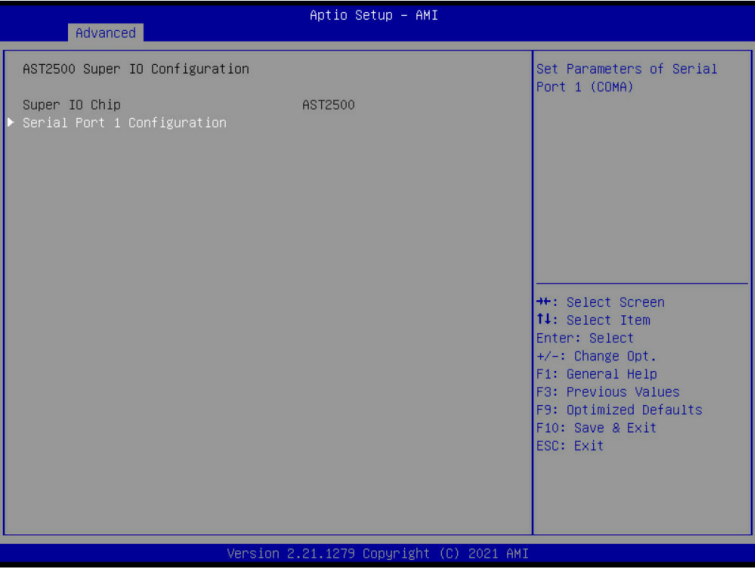 Aptio Setup – AMI
Advanced
AST2500 Super IO Configuration
Super IO Chip AST2500
Serial Port 1 Configuration
Set Parameters of Serial
Port 1 (COMA)
→←: Select Screen
↑↓: Select Item
Enter: Select
+/-: Change Opt.
F1: General Help
F3: Previous Values
F9: Optimized Defaults
F10: Save & Exit
ESC: Exit
Version 2.21.1279 Copyright (C) 2021 AMI